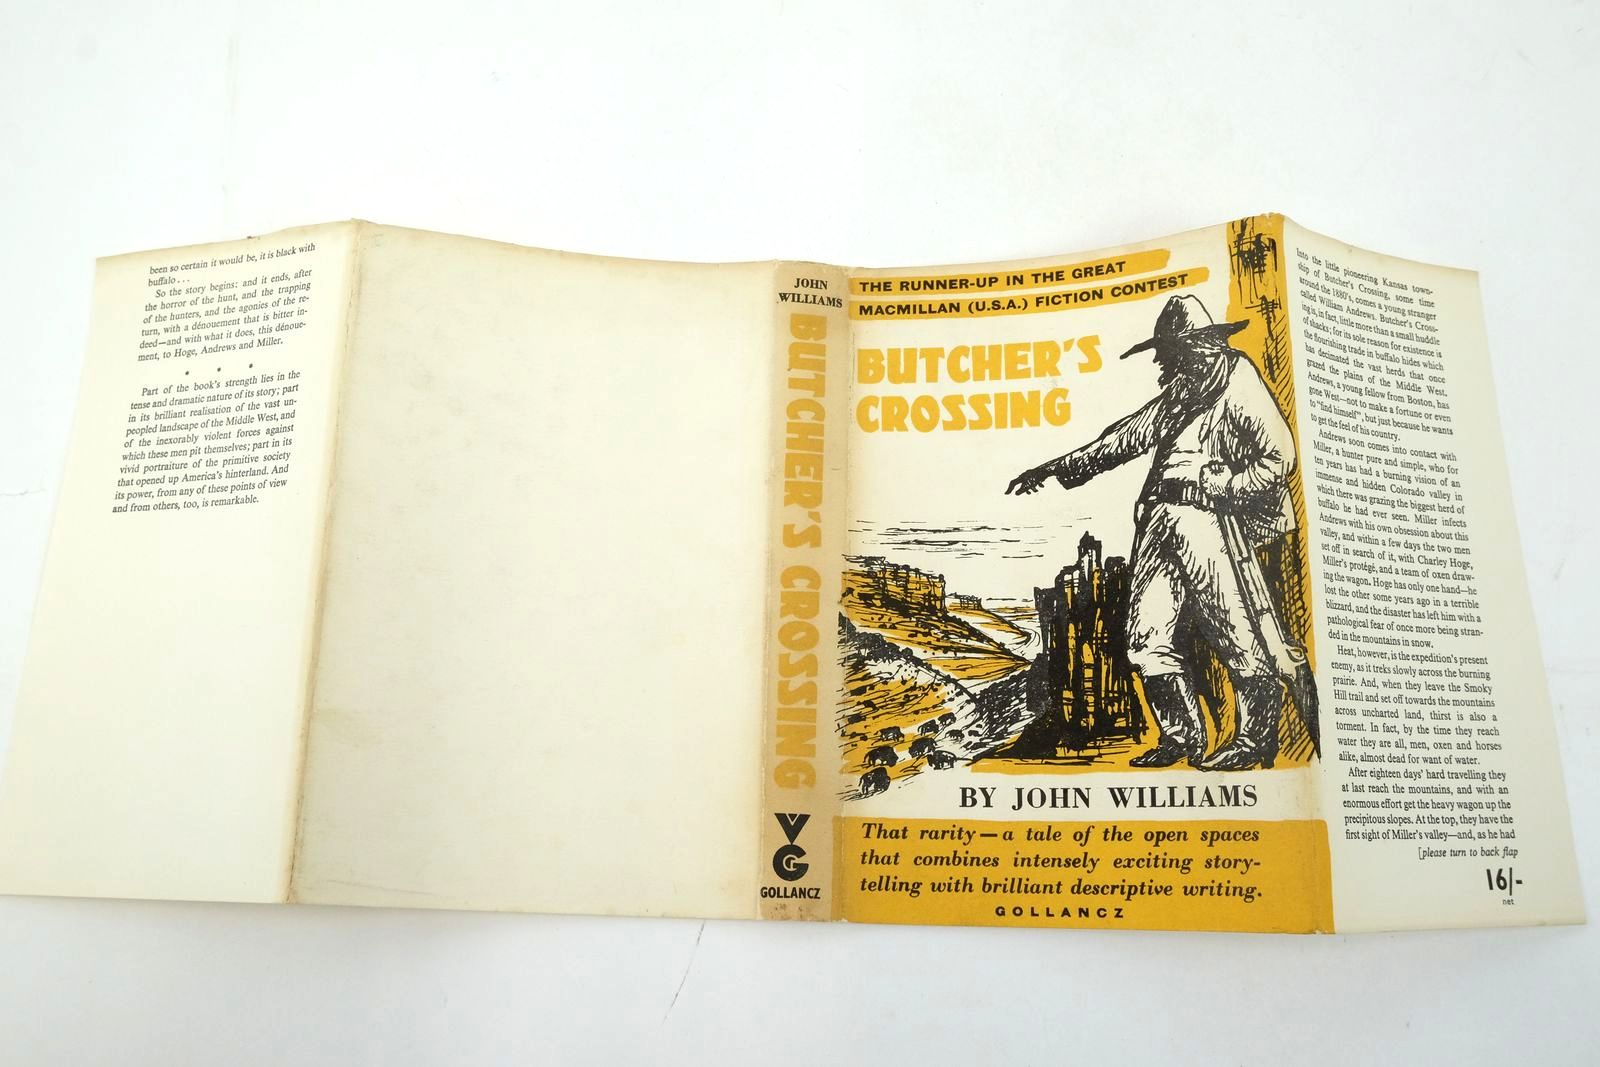 been so certain it would be, it is black with
buffalo . . .
So the story begins: and it ends, after
the horror of the hunt, and the trapping
of the hunters, and the agonies of the re-
turn, with a dénouement that is bitter in-
deed—and with what it does, this dénoue-
ment, to Hoge, Andrews and Miller.
* * *
Part of the book's strength lies in the
tense and dramatic nature of its story; part
in its brilliant realisation of the vast un-
peopled landscape of the Middle West, and
of the inexorably violent forces against
which these men pit themselves; part in its
vivid portraiture of the primitive society
that opened up America's hinterland. And
its power, from any of these points of view
and from others, too, is remarkable.
JOHN
WILLIAMS
BUTCHER'S CROSSING
VG
GOLLANCZ
THE RUNNER-UP IN THE GREAT
MACMILLAN (U.S.A.) FICTION CONTEST
BUTCHER'S
CROSSING
BY JOHN WILLIAMS
That rarity—a tale of the open spaces
that combines intensely exciting story-
telling with brilliant descriptive writing.
GOLLANCZ
Into the little pioneering Kansas town-
ship of Butcher's Crossing, some time
around the 1880's, comes a young stranger
called William Andrews. Butcher's Cross-
ing is, in fact, little more than a small huddle
of shacks; for its sole reason for existence is
the flourishing trade in buffalo hides which
has decimated the vast herds that once
grazed the plains of the Middle West.
Andrews, a young fellow from Boston, has
gone West—not to make a fortune or even
to "find himself", but just because he wants
to get the feel of his country.
Andrews soon comes into contact with
Miller, a hunter pure and simple, who for
ten years has had a burning vision of an
immense and hidden Colorado valley in
which there was grazing the biggest herd of
buffalo he had ever seen. Miller infects
Andrews with his own obsession about this
valley, and within a few days the two men
set off in search of it, with Charley Hoge,
Miller's protégé, and a team of oxen draw-
ing the wagon. Hoge has only one hand—he
lost the other some years ago in a terrible
blizzard, and the disaster has left him with a
pathological fear of once more being stran-
ded in the mountains in snow.
Heat, however, is the expedition's present
enemy, as it treks slowly across the burning
prairie. And, when they leave the Smoky
Hill trail and set off towards the mountains
across uncharted land, thirst is also a
torment. In fact, by the time they reach
water they are all, men, oxen and horses
alike, almost dead for want of water.
After eighteen days' hard travelling they
at last reach the mountains, and with an
enormous effort get the heavy wagon up the
precipitous slopes. At the top, they have the
first sight of Miller's valley—and, as he had
[please turn to back flap
16/-
net